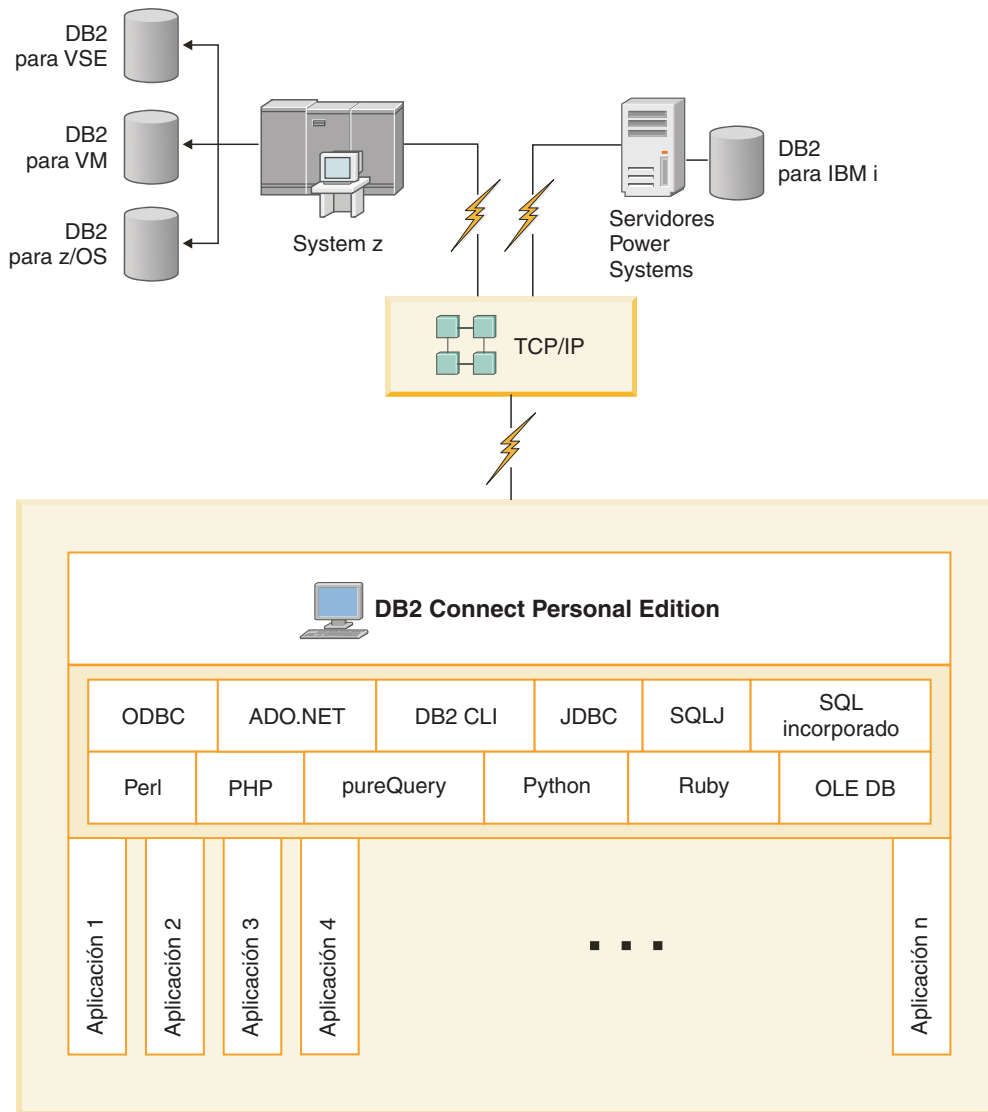 DB2
para VSE
DB2
para VM
DB2
para z/OS
System z
Servidores
Power
Systems
DB2
para IBM i
TCP/IP
DB2 Connect Personal Edition
ODBC
ADO.NET
DB2 CLI
JDBC
SQLJ
SQL
incorporado
Perl
PHP
pureQuery
Python
Ruby
OLE DB
Aplicación 1
Aplicación 2
Aplicación 3
Aplicación 4
. . .
Aplicación n